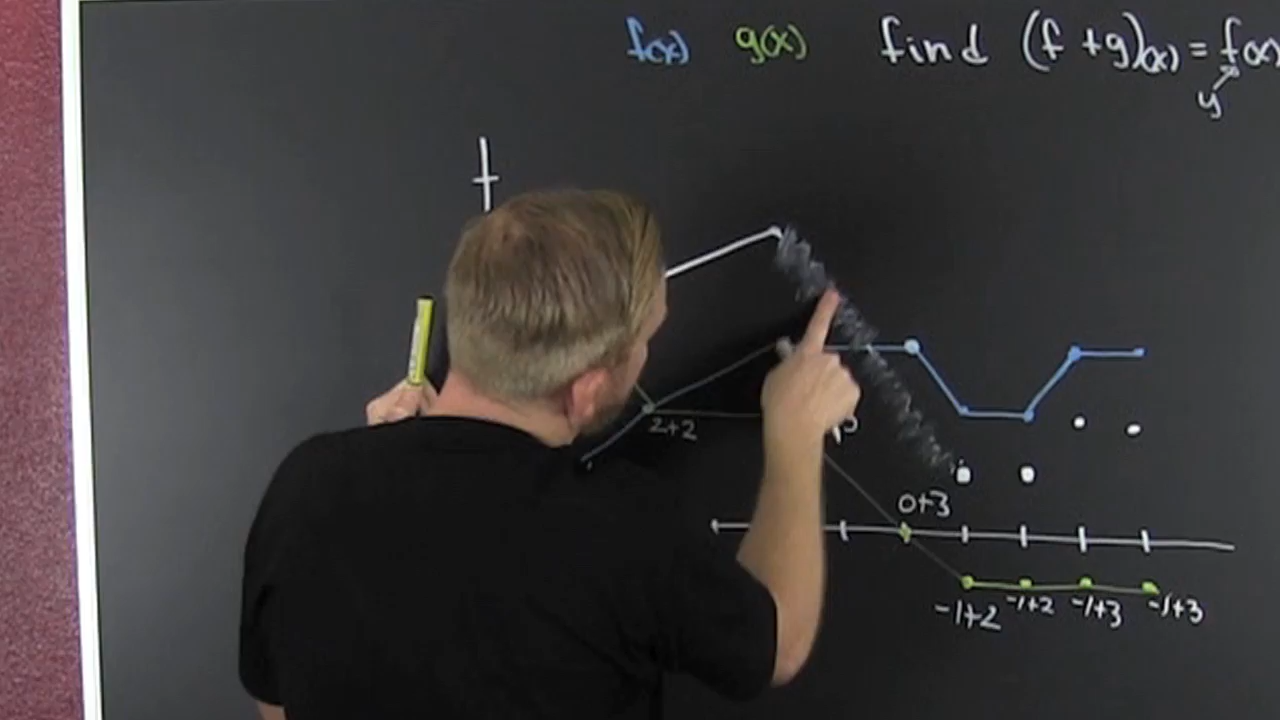 f(x) g(x) find (f+g)(x) = f(x)
y
2+2
0+3
-1+2 -1+2 -1+3 -1+3